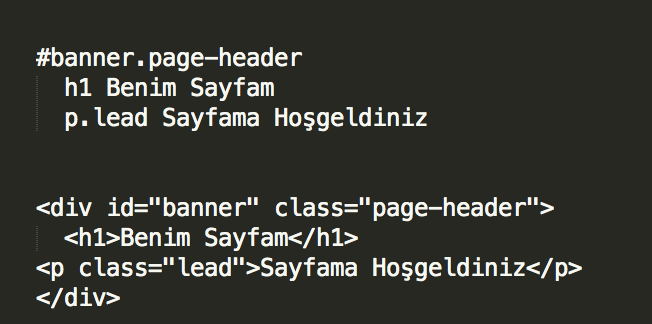 #banner.page-header
h1 Benim Sayfam
p.lead Sayfama Hoşgeldiniz
<div id="banner" class="page-header">
<h1>Benim Sayfam</h1>
<p class="lead">Sayfama Hoşgeldiniz</p>
</div>